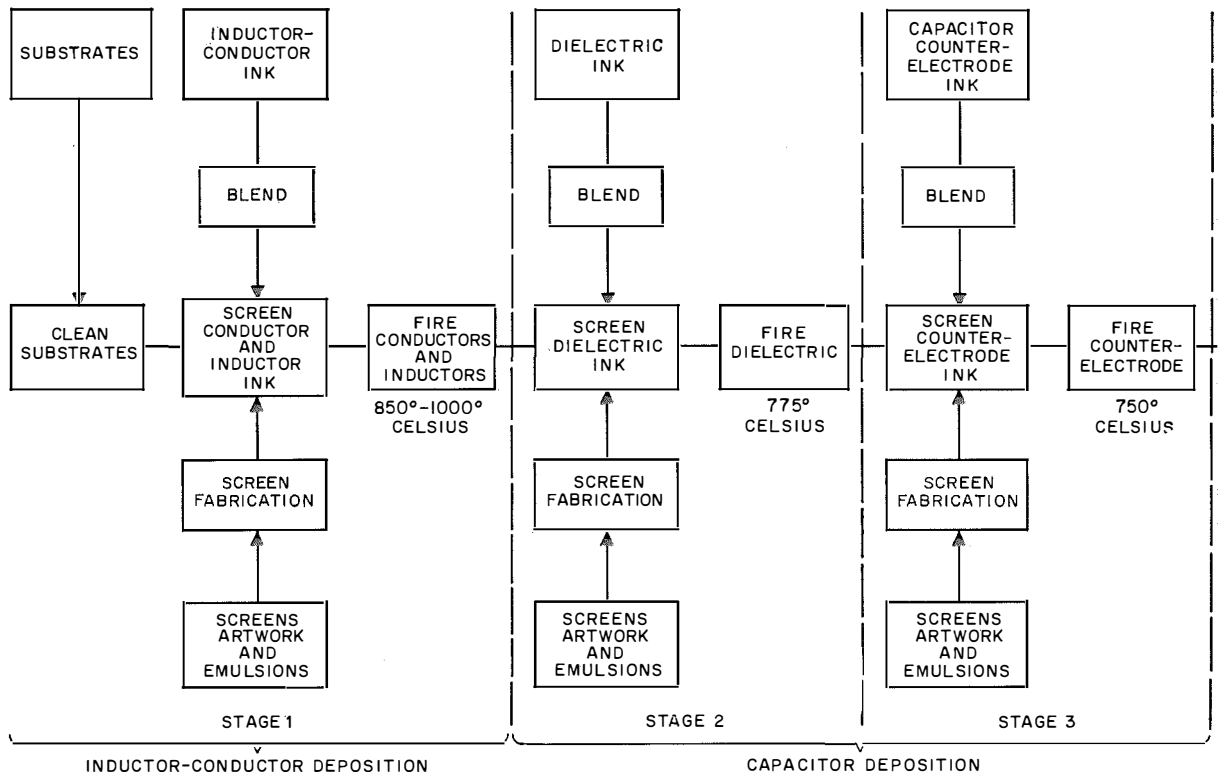 SUBSTRATES
INDUCTOR-
CONDUCTOR
INK
DIELECTRIC
INK
CAPACITOR
COUNTER-
ELECTRODE
INK
BLEND
BLEND
BLEND
CLEAN
SUBSTRATES
SCREEN
CONDUCTOR
AND
INDUCTOR
INK
FIRE
CONDUCTORS
AND
INDUCTORS
850°-1000°
CELSIUS
SCREEN
DIELECTRIC
INK
FIRE
DIELECTRIC
775°
CELSIUS
SCREEN
COUNTER-
ELECTRODE
INK
FIRE
COUNTER-
ELECTRODE
750°
CELSIUS
SCREEN
FABRICATION
SCREEN
FABRICATION
SCREEN
FABRICATION
SCREENS
ARTWORK
AND
EMULSIONS
SCREENS
ARTWORK
AND
EMULSIONS
SCREENS
ARTWORK
AND
EMULSIONS
STAGE 1
STAGE 2
STAGE 3
INDUCTOR-CONDUCTOR DEPOSITION
CAPACITOR DEPOSITION